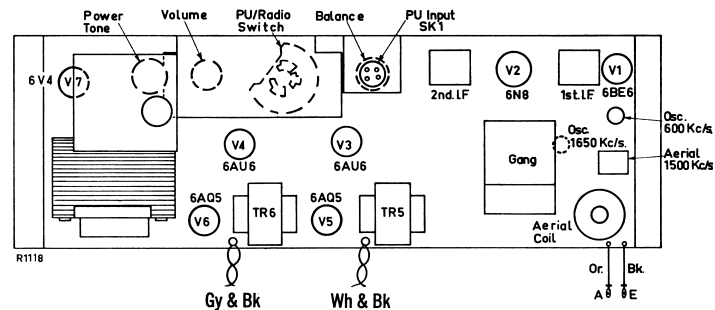 Power
Tone
Volume
PU/Radio
Switch
Balance
PU Input
SK1
6V4
V7
2nd. I.F
V2
6N8
1st. I.F
V1
6BE6
Osc.
600 Kc/s.
Osc.
1650 Kc/s.
Aerial
1500 Kc/s
V4
6AU6
V3
6AU6
Gang
6AQ5
V6
TR6
6AQ5
V5
TR5
Aerial
Coil
R1118
Gy & Bk
Wh & Bk
Or.
Bk.
A
E